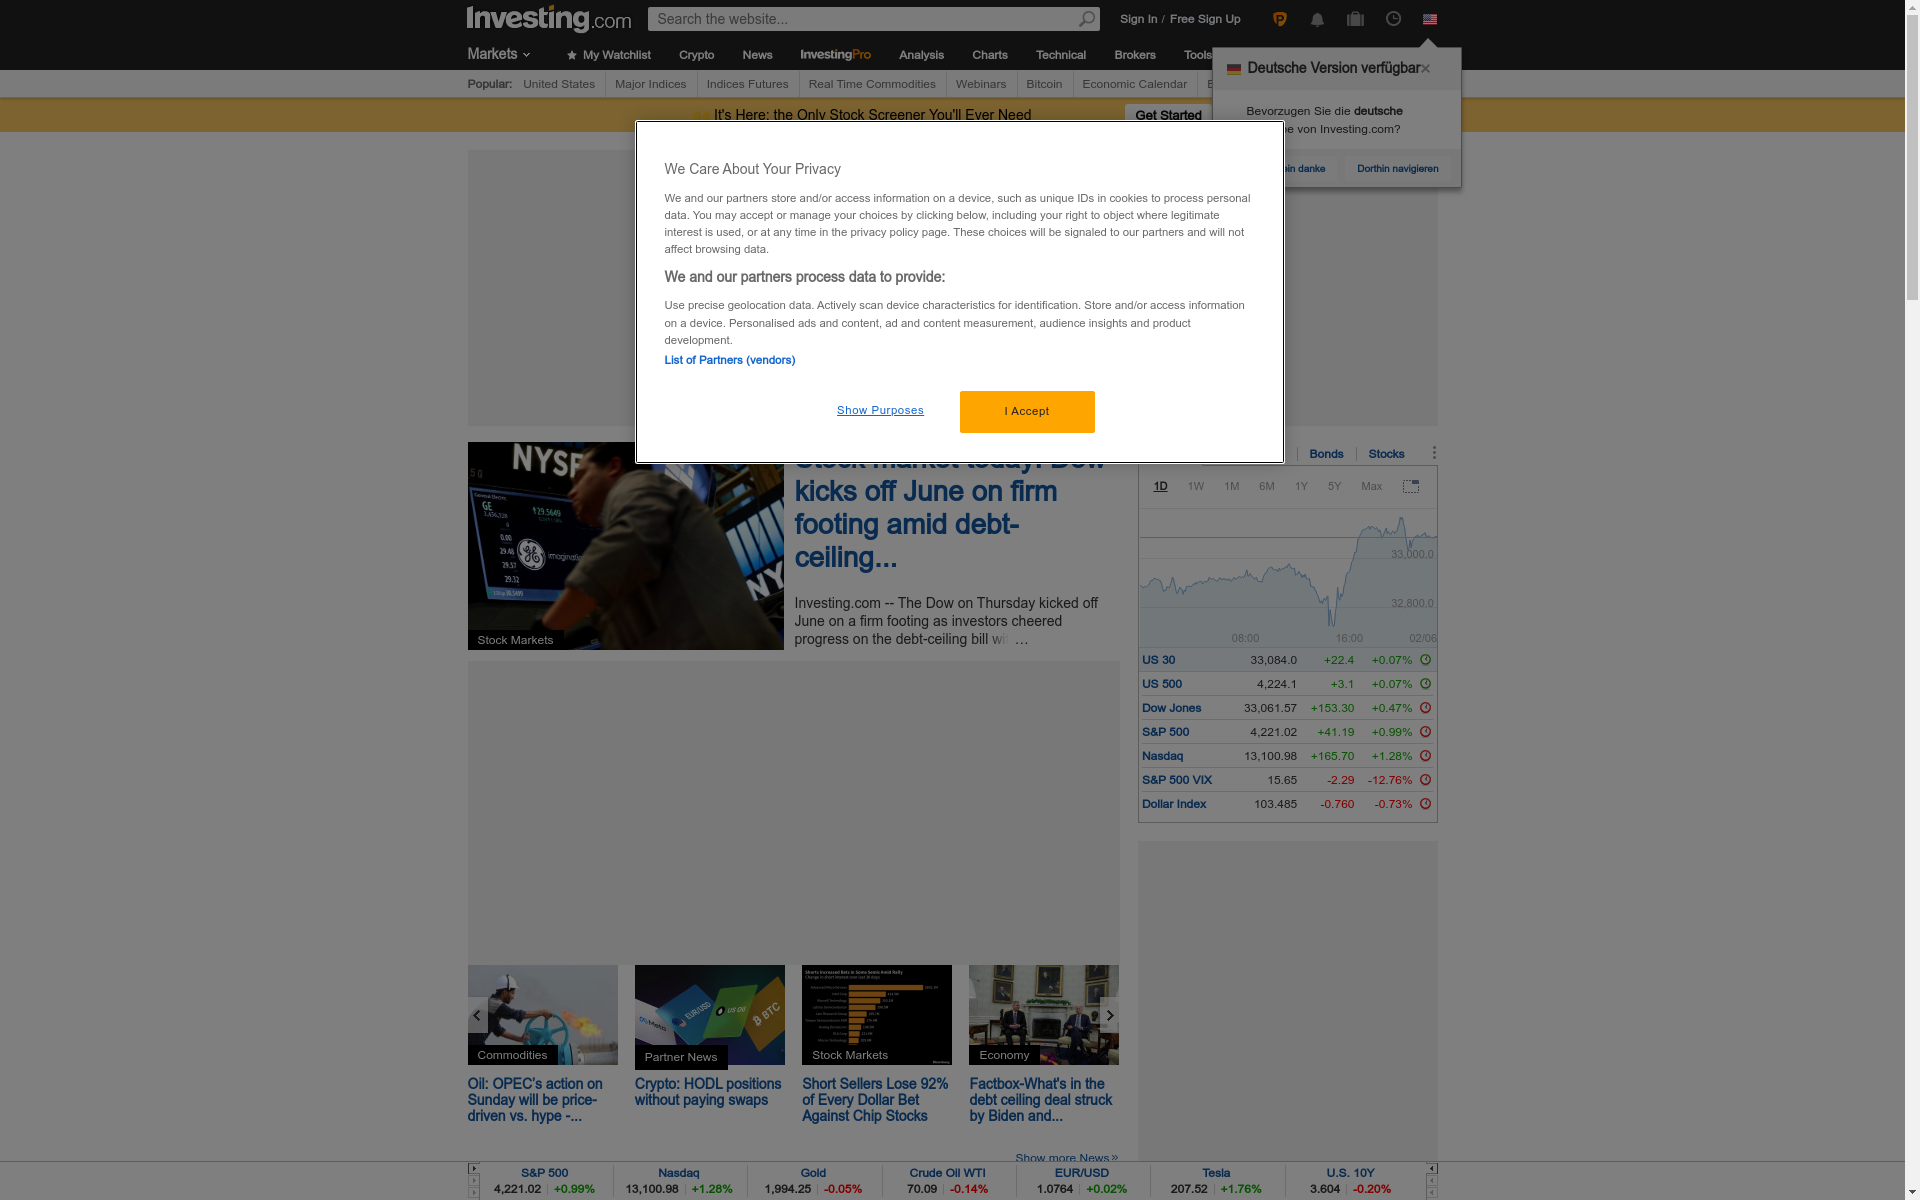 Investing.com
Search the website...
Sign In / Free Sign Up
Markets
My Watchlist
Crypto
News
InvestingPro
Analysis
Charts
Technical
Brokers
Tools
Deutsche Version verfügbar
Popular:
United States
Major Indices
Indices Futures
Real Time Commodities
Webinars
Bitcoin
Economic Calendar
Bevorzugen Sie die deutsche
von Investing.com?
It's Here: the Only Stock Screener You'll Ever Need
Get Started
danke
Dorthin navigieren
We Care About Your Privacy
We and our partners store and/or access information on a device, such as unique IDs in cookies to process personal
data. You may accept or manage your choices by clicking below, including your right to object where legitimate
interest is used, or at any time in the privacy policy page. These choices will be signaled to our partners and will not
affect browsing data.
We and our partners process data to provide:
Use precise geolocation data. Actively scan device characteristics for identification. Store and/or access information
on a device. Personalised ads and content, ad and content measurement, audience insights and product
development.
List of Partners (vendors)
Show Purposes
I Accept
NYSE
GE
Stock Markets
Stock market today: Dow
kicks off June on firm
footing amid debt-
ceiling...
Investing.com -- The Dow on Thursday kicked off
June on a firm footing as investors cheered
progress on the debt-ceiling bill ...
Bonds
Stocks
1D 1W 1M 6M 1Y 5Y Max
33,000.0
32,800.0
08:00 16:00 02/06
US 30 33,084.0 +22.4 +0.07%
US 500 4,224.1 +3.1 +0.07%
Dow Jones 33,061.57 +153.30 +0.47%
S&P 500 4,221.02 +41.19 +0.99%
Nasdaq 13,100.98 +165.70 +1.28%
S&P 500 VIX 15.65 -2.29 -12.76%
Dollar Index 103.485 -0.760 -0.73%
EUR/USD
US Oil
BTC
Commodities
Partner News
Stock Markets
Economy
Oil: OPEC's action on
Sunday will be price-
driven vs. hype -...
Crypto: HODL positions
without paying swaps
Short Sellers Lose 92%
of Every Dollar Bet
Against Chip Stocks
Factbox-What's in the
debt ceiling deal struck
by Biden and...
Show more News »
S&P 500
4,221.02 +0.99%
Nasdaq
13,100.98 +1.28%
Gold
1,994.25 -0.05%
Crude Oil WTI
70.09 -0.14%
EUR/USD
1.0764 +0.02%
Tesla
207.52 +1.76%
U.S. 10Y
3.604 -0.20%